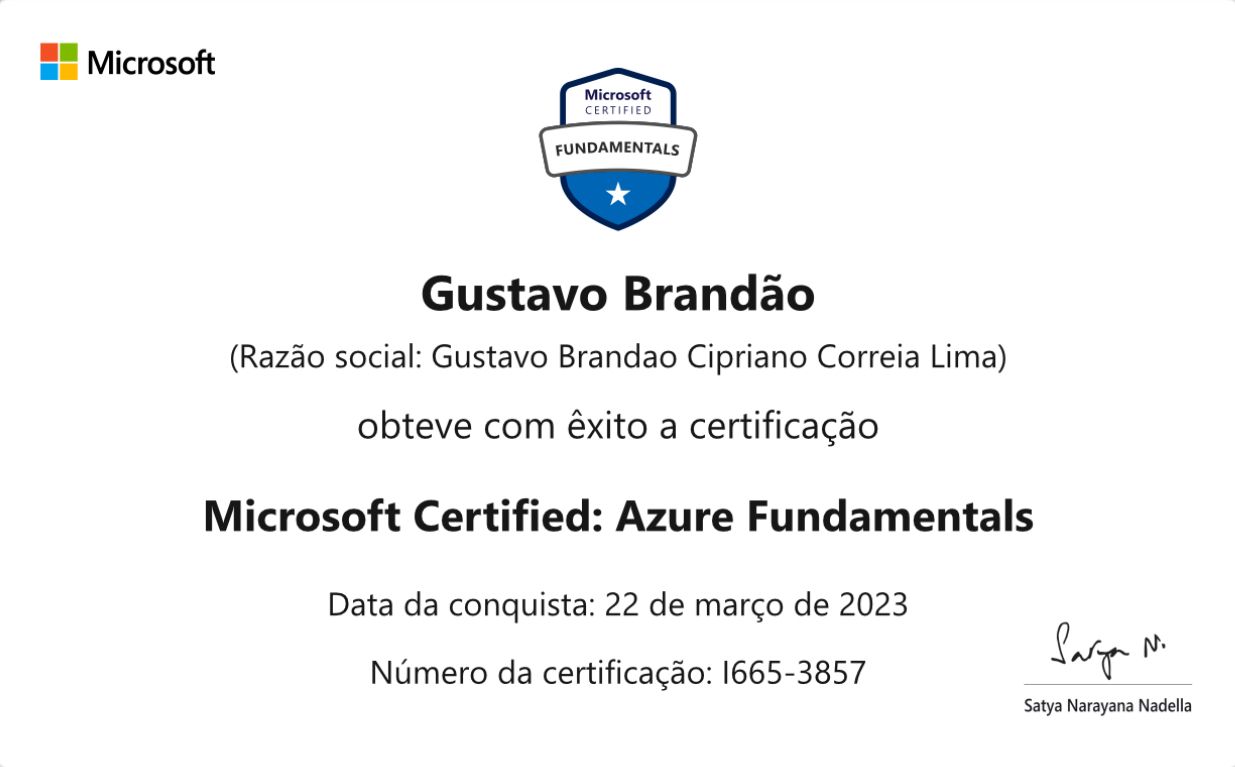 Microsoft
Microsoft
CERTIFIED
FUNDAMENTALS
Gustavo Brandão
(Razão social: Gustavo Brandao Cipriano Correia Lima)
obteve com êxito a certificação
Microsoft Certified: Azure Fundamentals
Data da conquista: 22 de março de 2023
Número da certificação: I665-3857
Satya N.
Satya Narayana Nadella